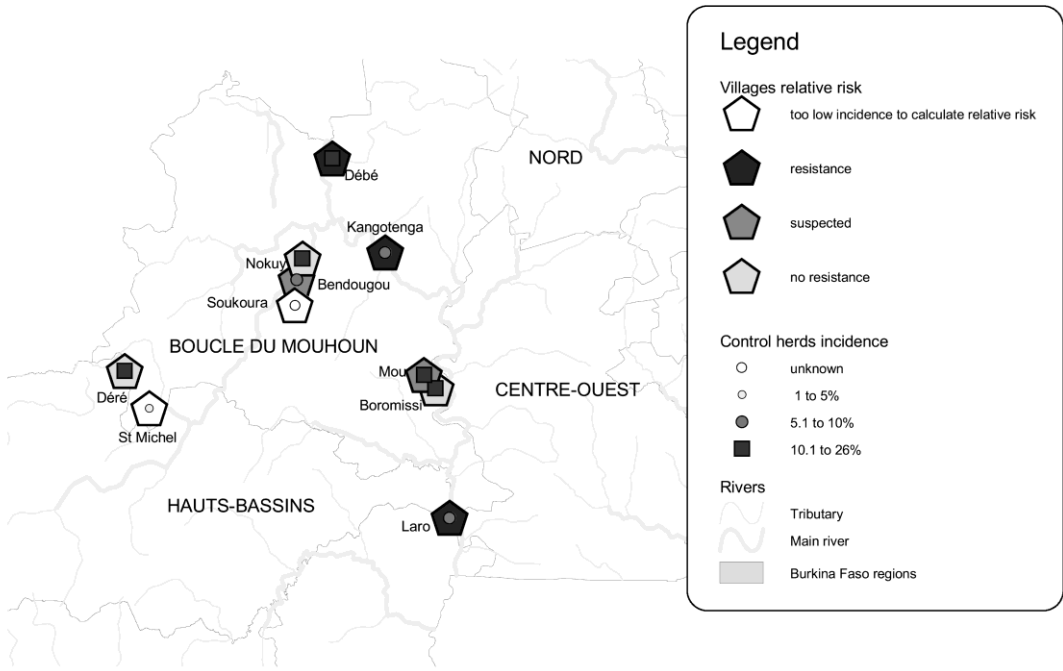 NORD
Débé
Kangotenga
Nokuy
Bendougou
Soukoura
BOUCLE DU MOUHOUN
Mou
CENTRE-OUEST
Boromissi
Déré
St Michel
HAUTS-BASSINS
Laro
Legend
Villages relative risk
too low incidence to calculate relative risk
resistance
suspected
no resistance
Control herds incidence
unknown
1 to 5%
5.1 to 10%
10.1 to 26%
Rivers
Tributary
Main river
Burkina Faso regions